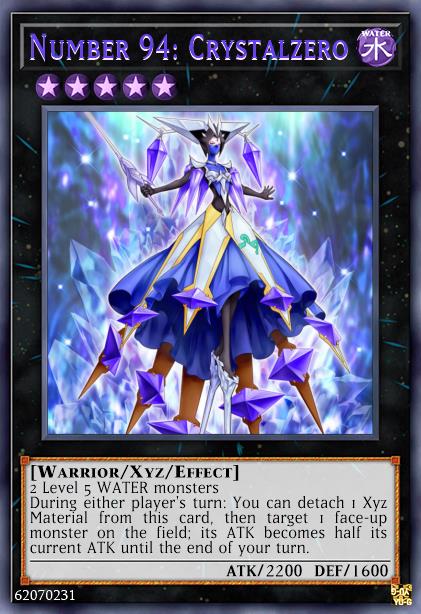 Number 94: Crystalzero
WATER
水
[Warrior/Xyz/Effect]
2 Level 5 WATER monsters
During either player's turn: You can detach 1 Xyz
Material from this card, then target 1 face-up
monster on the field; its ATK becomes half its
current ATK until the end of your turn.
ATK/2200 DEF/1600
62070231